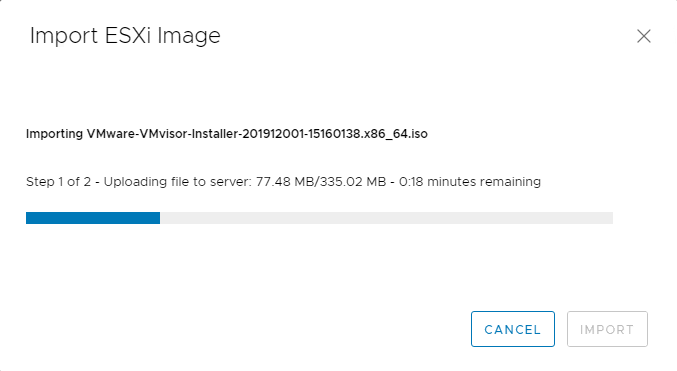 Import ESXi Image
Importing VMware-VMvisor-Installer-201912001-15160138.x86_64.iso
Step 1 of 2 - Uploading file to server: 77.48 MB/335.02 MB - 0:18 minutes remaining
CANCEL
IMPORT